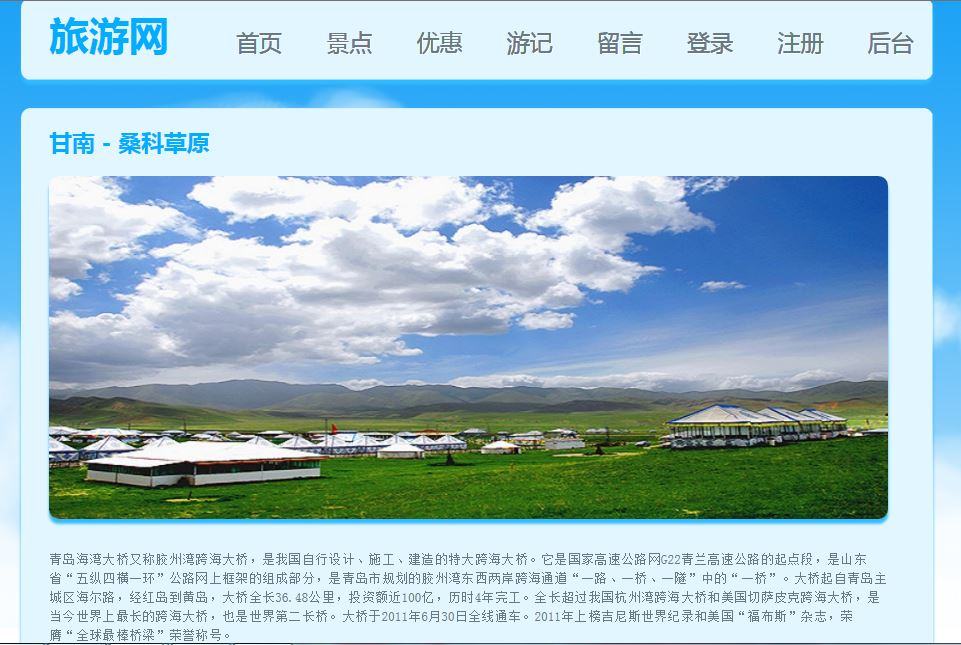 旅游网 首页 景点 优惠 游记 留言 登录 注册 后台
甘南 - 桑科草原
青岛海湾大桥又称胶州湾跨海大桥，是我国自行设计、施工、建造的特大跨海大桥。它是国家高速公路网G22青兰高速公路的起点段，是山东
省“五纵四横一环”公路网上框架的组成部分，是青岛市规划的胶州湾东西两岸跨海通道“一路、一桥、一隧”中的“一桥”。大桥起自青岛主
城区海尔路，经红岛到黄岛，大桥全长36.48公里，投资额近100亿，历时4年完工。全长超过我国杭州湾跨海大桥和美国切萨皮克跨海大桥，是
当今世界上最长的跨海大桥，也是世界第二长桥。大桥于2011年6月30日全线通车。2011年上榜吉尼斯世界纪录和美国“福布斯”杂志，荣
膺“全球最棒桥梁”荣誉称号。